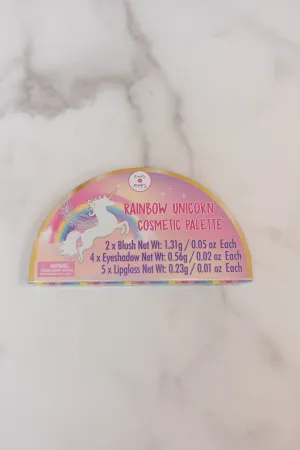 RAINBOW UNICORN
COSMETIC PALETTE
2 x Blush Net Wt: 1.31g / 0.05 oz Each
4 x Eyeshadow Net Wt: 0.56g / 0.02 oz Each
5 x Lipgloss Net Wt: 0.23g / 0.01 oz Each
WARNING: